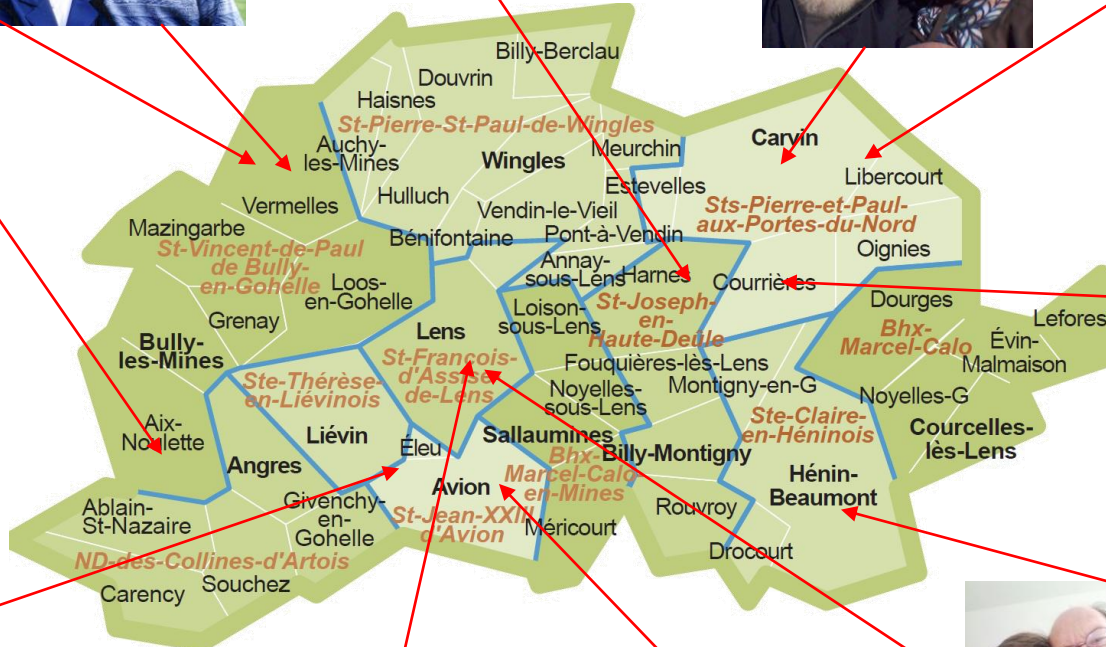 Billy-Berclau
Douvrin
Haisnes
St-Pierre-St-Paul-de-Wingles
Auchy-
les-Mines
Wingles
Meurchin
Carvin
Libercourt
Estevelles
Hulluch
Vermelles
Vendin-le-Vieil
Sts-Pierre-et-Paul-
aux-Portes-du-Nord
Mazingarbe
St-Vincent-de-Paul
de Bully-
en-Gohelle
Bénifontaine
Pont-à-Vendin
Oignies
Annay-
sous-Lens
Harnes
Courrières
Loos-
en-Gohelle
Grenay
Loison-
sous-Lens
St-Joseph-
en-
Haute-Deûle
Dourges
Lefores
Bhx-
Marcel-Calo
Évin-
Malmaison
Bully-
les-Mines
Lens
St-François-
d'Assise-
de-Lens
Fouquières-lès-Lens
Ste-Thérèse-
en-Liévinois
Noyelles-
sous-Lens
Montigny-en-G
Noyelles-G
Ste-Claire-
en-Héninois
Courcelles-
lès-Lens
Aix-
Noulette
Liévin
Éleu
Sallaumines
Billy-Montigny
Bhx-
Marcel-Calo-
en-Mines
Angres
Avion
Hénin-
Beaumont
Ablain-
St-Nazaire
Givenchy-
en-
Gohelle
St-Jean-XXIII
d'Avion
Méricourt
Rouvroy
Drocourt
ND-des-Collines-d'Artois
Carency
Souchez